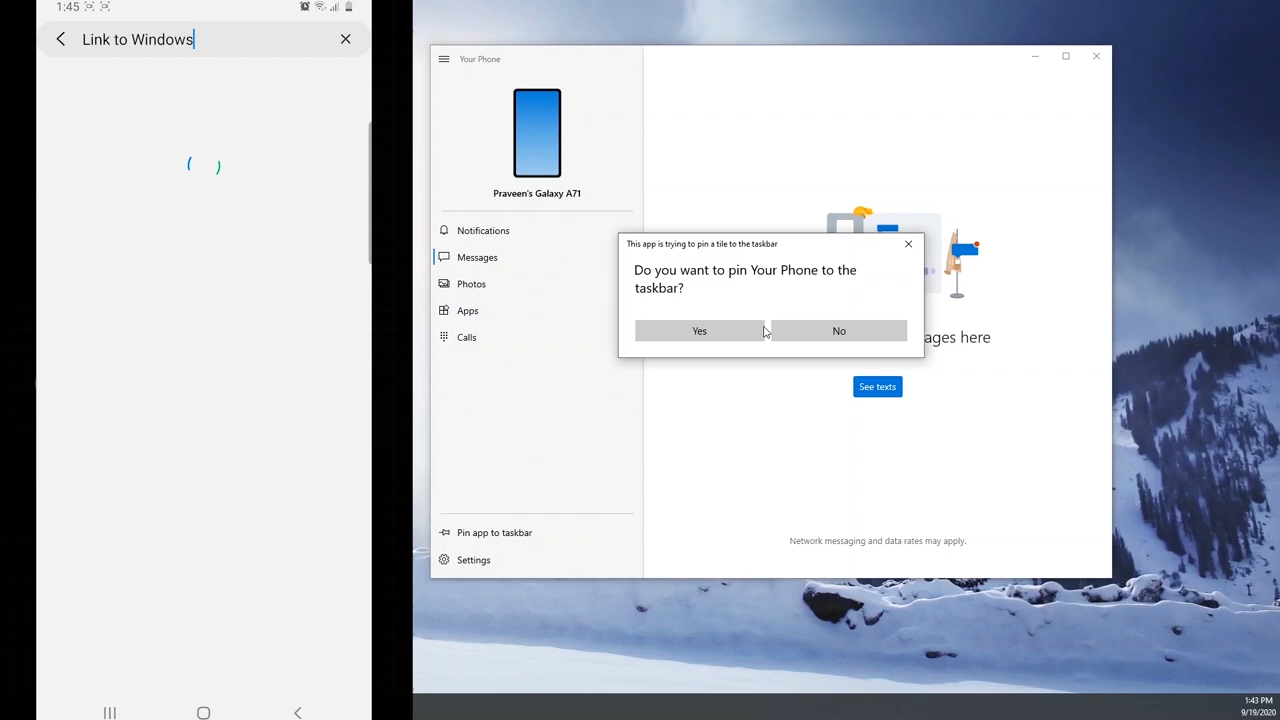 1:45
Link to Windows
Your Phone
Praveen's Galaxy A71
Notifications
Messages
Photos
Apps
Calls
Pin app to taskbar
Settings
This app is trying to pin a tile to the taskbar
Do you want to pin Your Phone to the
taskbar?
Yes
No
ages here
See texts
Network messaging and data rates may apply.
1:43 PM
9/19/2020